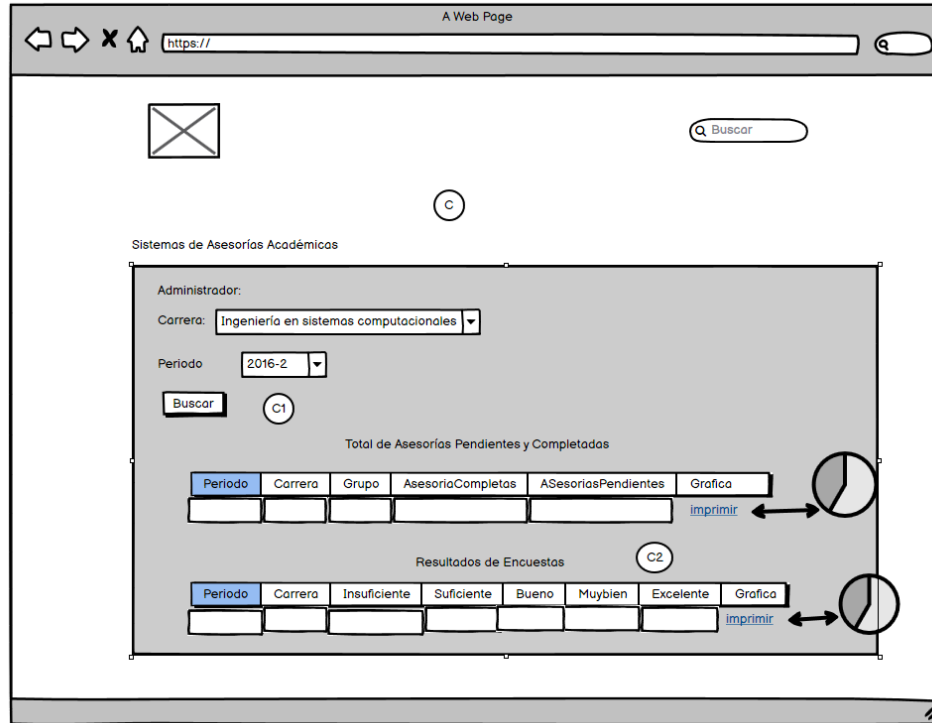 A Web Page
https://
Buscar
C
Sistemas de Asesorías Académicas
Administrador:
Carrera: Ingeniería en sistemas computacionales
Periodo 2016-2
Buscar C1
Total de Asesorías Pendientes y Completadas
Periodo Carrera Grupo AsesoriaCompletas ASesoriasPendientes Grafica
imprimir
Resultados de Encuestas C2
Periodo Carrera Insuficiente Suficiente Bueno Muybien Excelente Grafica
imprimir